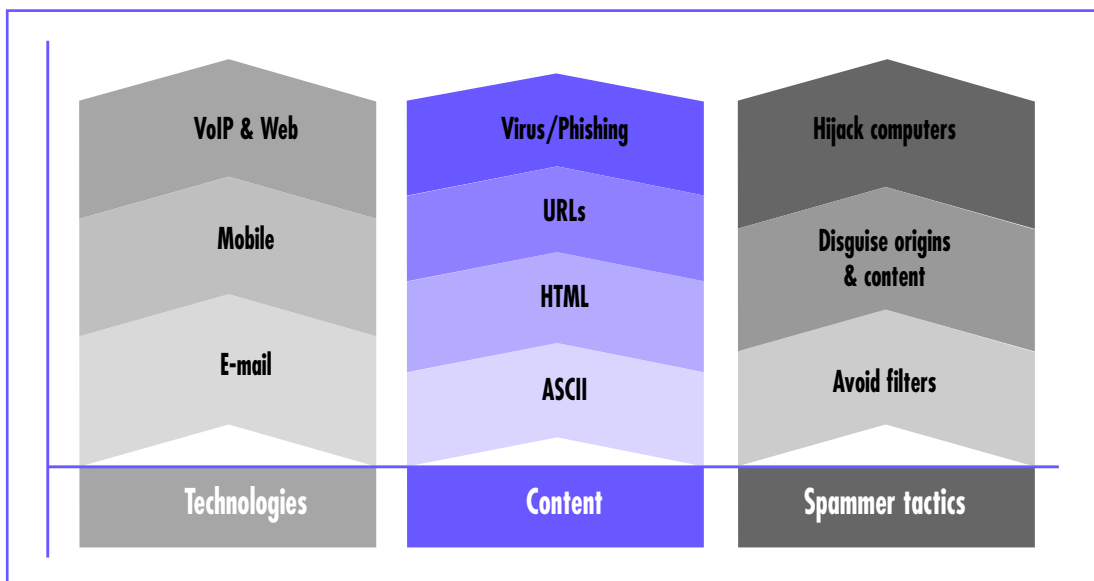 VoIP & Web
Mobile
E-mail
Technologies
Virus/Phishing
URLs
HTML
ASCII
Content
Hijack computers
Disguise origins
& content
Avoid filters
Spammer tactics